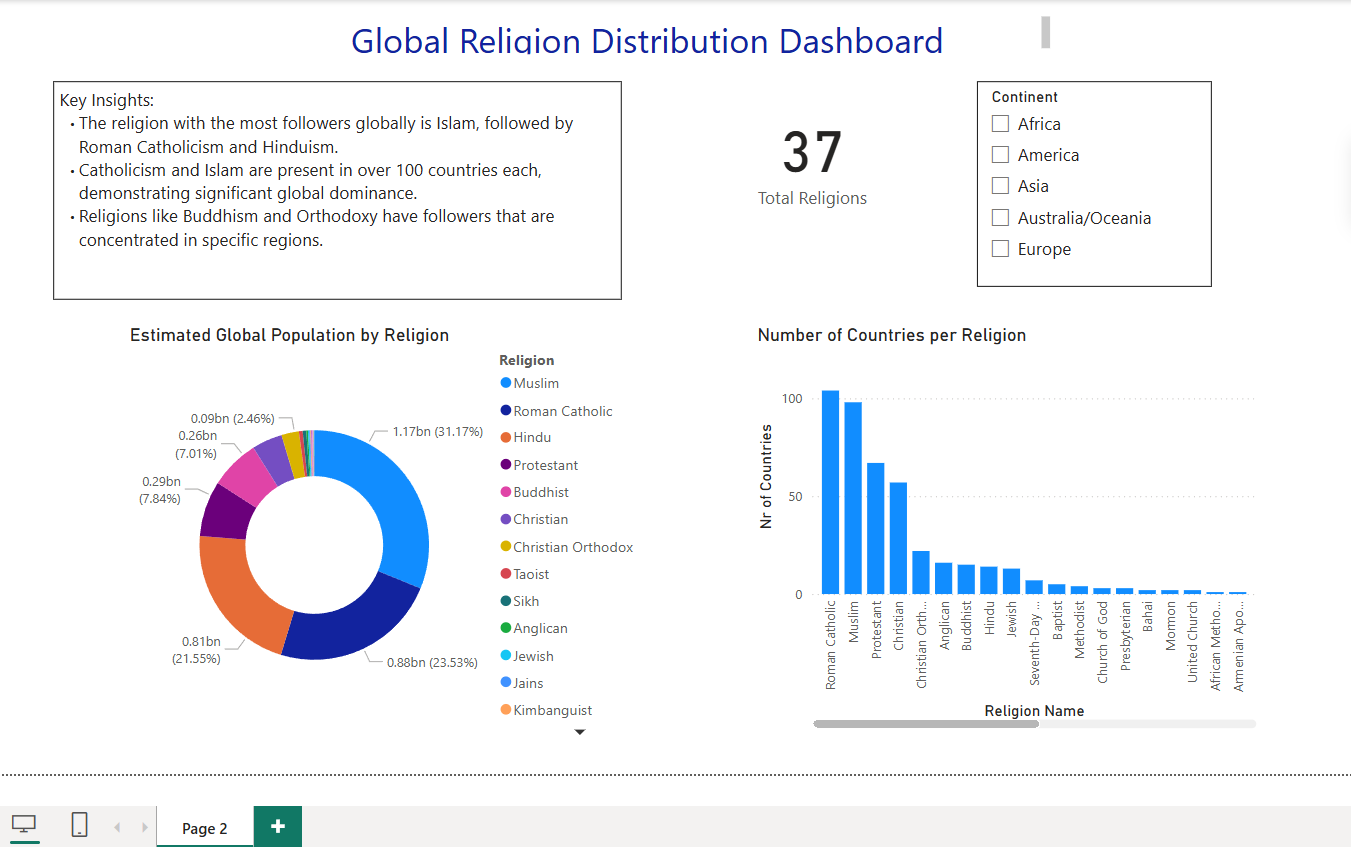 Global Religion Distribution Dashboard
Key Insights:
• The religion with the most followers globally is Islam, followed by
Roman Catholicism and Hinduism.
• Catholicism and Islam are present in over 100 countries each,
demonstrating significant global dominance.
• Religions like Buddhism and Orthodoxy have followers that are
concentrated in specific regions.
37
Total Religions
Continent
Africa
America
Asia
Australia/Oceania
Europe
Estimated Global Population by Religion
1.17bn (31.17%)
0.88bn (23.53%)
0.81bn
(21.55%)
0.29bn
(7.84%)
0.26bn
(7.01%)
0.09bn (2.46%)
Religion
Muslim
Roman Catholic
Hindu
Protestant
Buddhist
Christian
Christian Orthodox
Taoist
Sikh
Anglican
Jewish
Jains
Kimbanguist
Number of Countries per Religion
Nr of Countries
100
50
0
Roman Catholic
Muslim
Protestant
Christian
Christian Orth...
Anglican
Buddhist
Hindu
Jewish
Seventh-Day ...
Baptist
Methodist
Church of God
Presbyterian
Bahai
Mormon
United Church
African Metho...
Armenian Apo...
Religion Name
Page 2